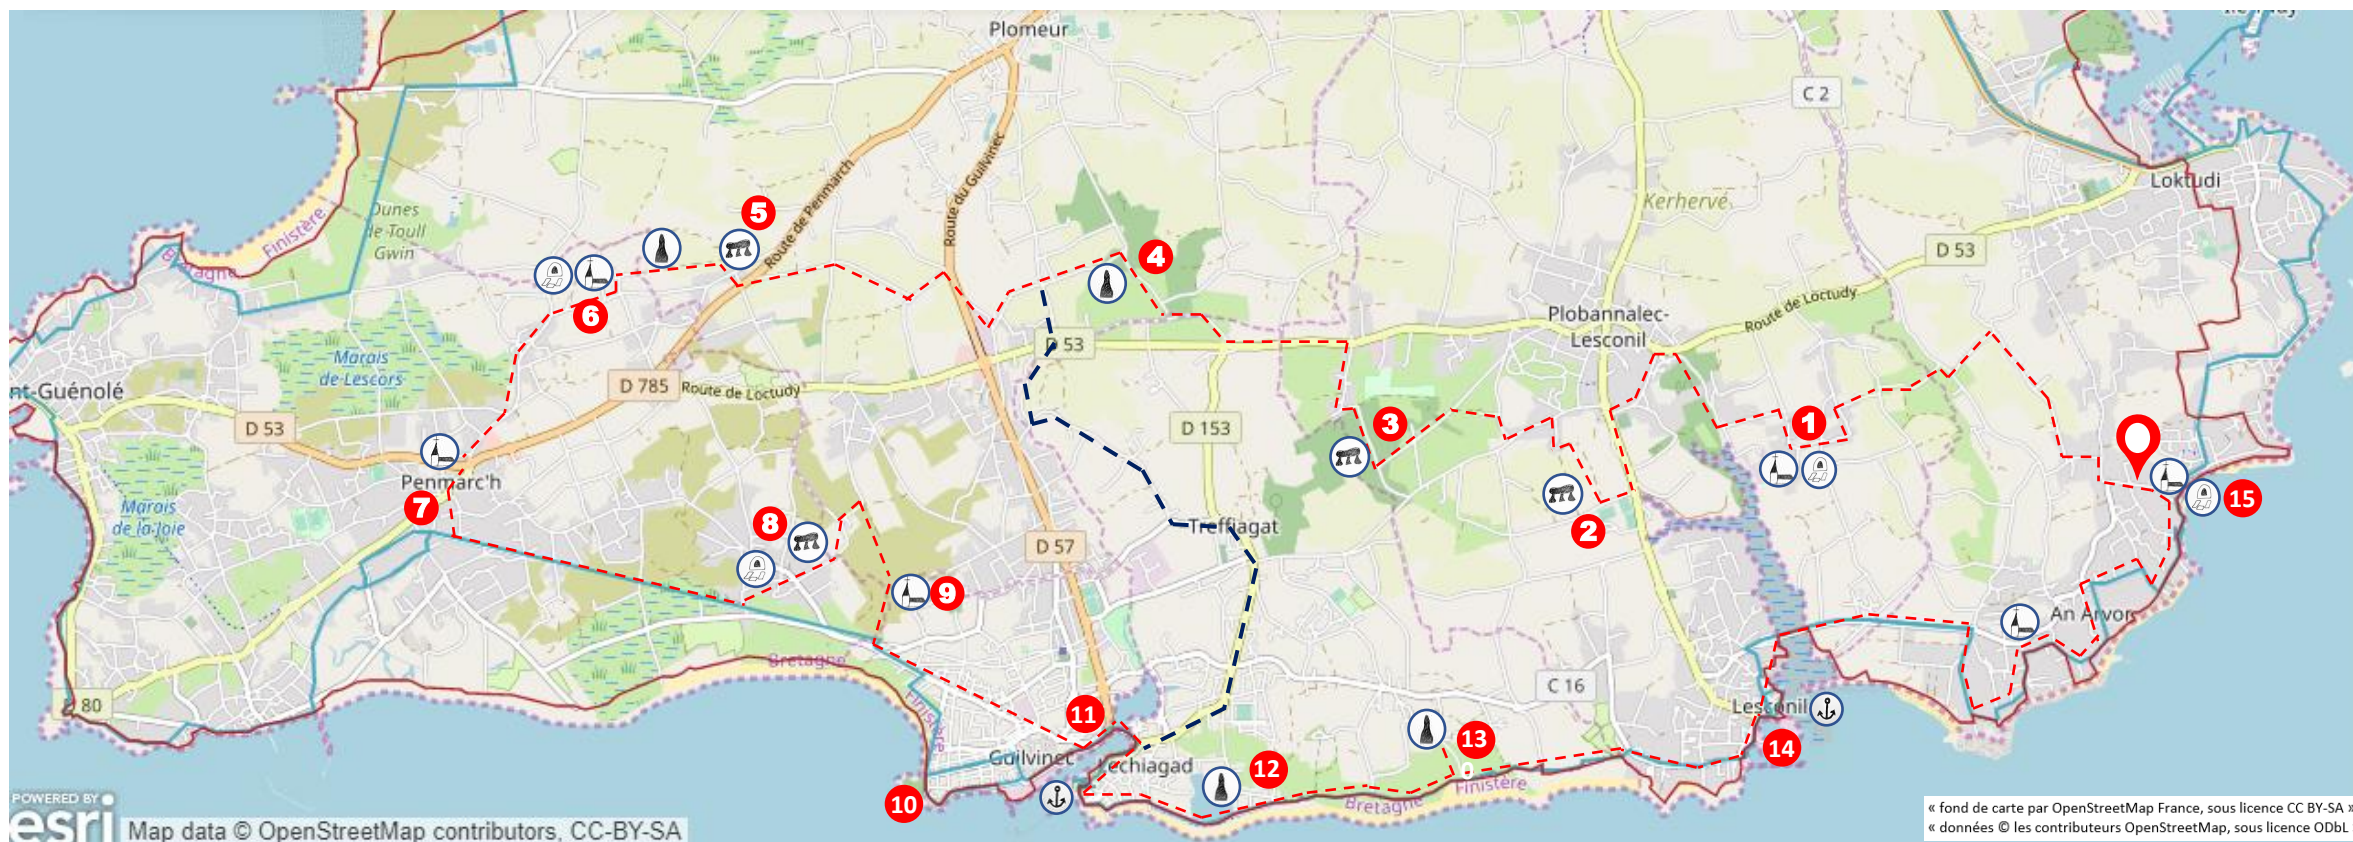 Plomeur
C 2
Loktudi
Kerhervé
Dunes
de Toull
Gwin
Finistère
Bretagne
5
Route de Penmarch
Route du Guilvinec
4
D 53
6
Plobannalec-
Lesconil
Route de Loctudy
Marais
de Lescors
D 53
nt-Guénolé
D 785
Route de Loctudy
D 53
D 153
3
1
Penmarc'h
7
Marais
de la Joie
8
Treffiagat
2
15
D 57
9
An Arvor
Bretagne
Finistère
80
C 16
Lesconil
11
14
13
0
Guilvinec
Léchiagad
12
10
Bretagne
Finistère
POWERED BY
esri
Map data © OpenStreetMap contributors, CC-BY-SA
« fond de carte par OpenStreetMap France, sous licence CC BY-SA »
« données © les contributeurs OpenStreetMap, sous licence ODbL